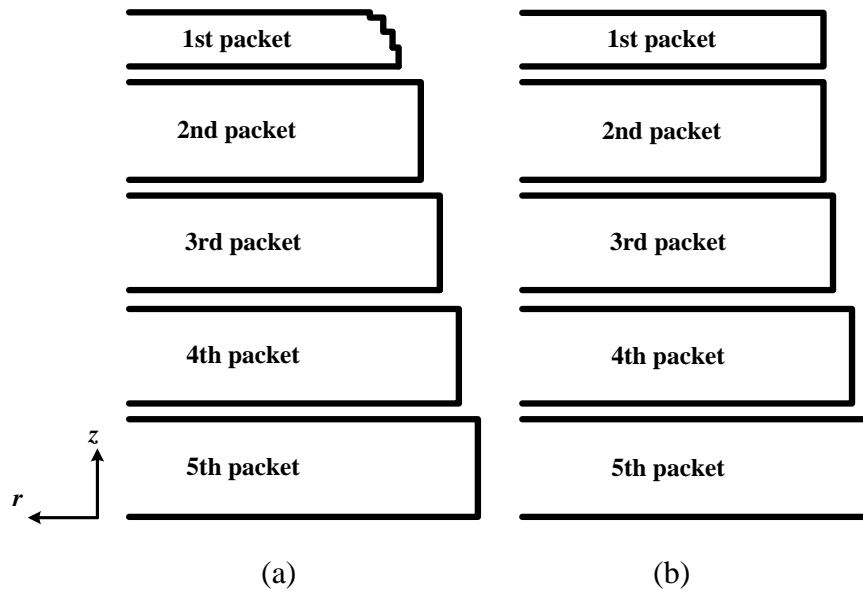 1st packet
2nd packet
3rd packet
4th packet
5th packet
z
r
(a)
1st packet
2nd packet
3rd packet
4th packet
5th packet
(b)